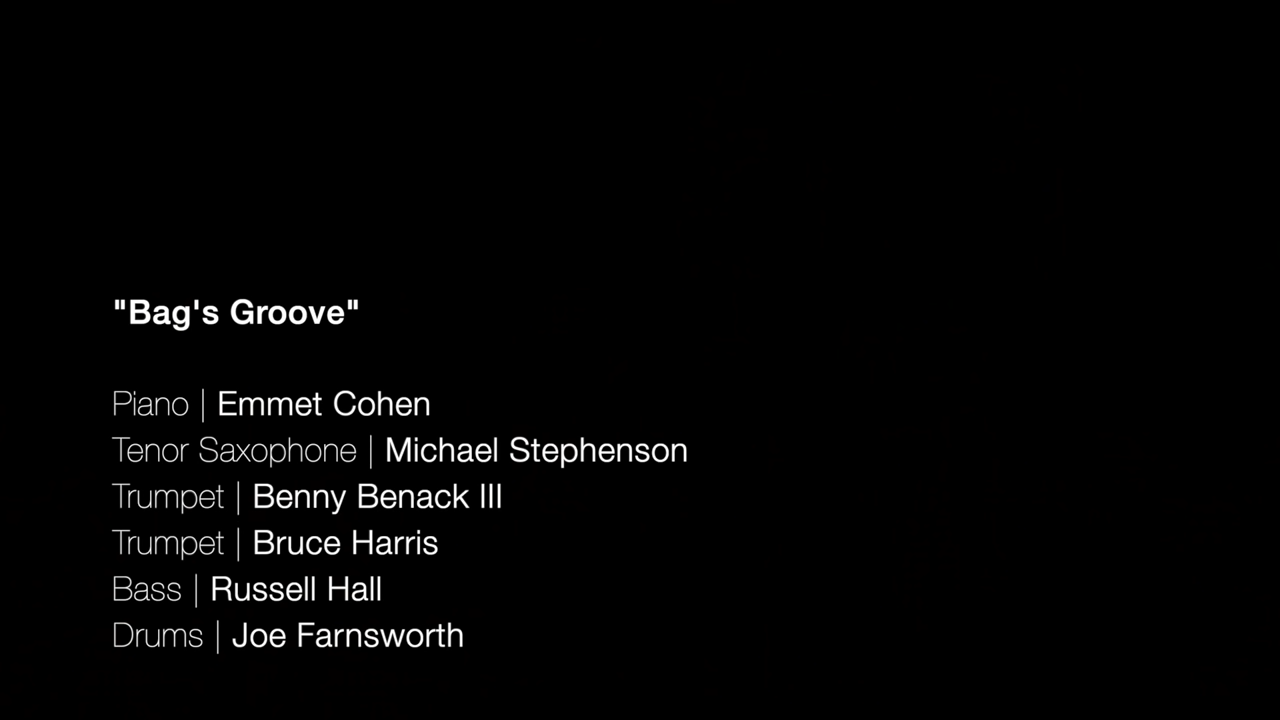 "Bag's Groove"
Piano | Emmet Cohen
Tenor Saxophone | Michael Stephenson
Trumpet | Benny Benack III
Trumpet | Bruce Harris
Bass | Russell Hall
Drums | Joe Farnsworth